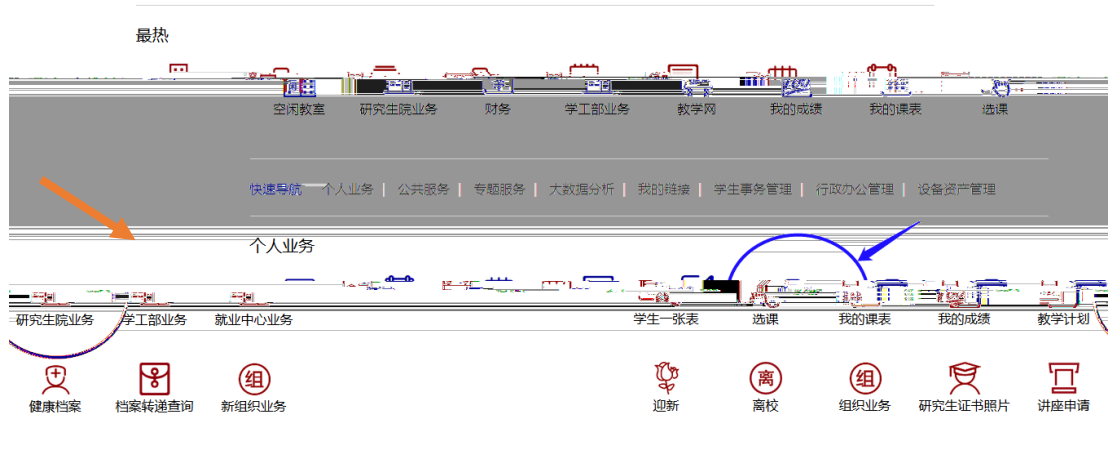 最热
空闲教室 研究生院业务 财务 学工部业务 教学网 我的成绩 我的课表 选课
快速导航 个人业务 | 公共服务 | 专题服务 | 大数据分析 | 我的链接 | 学生事务管理 | 行政办公管理 | 设备资产管理
个人业务
研究生院业务 学工部业务 就业中心业务 学生一张表 选课 我的课表 我的成绩 教学计划
组 离 组
健康档案 档案转递查询 新组织业务 迎新 离校 组织业务 研究生证书照片 讲座申请